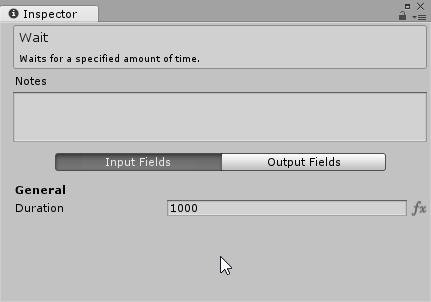 Inspector
Wait
Waits for a specified amount of time.
Notes
Input Fields Output Fields
General
Duration 1000 fx